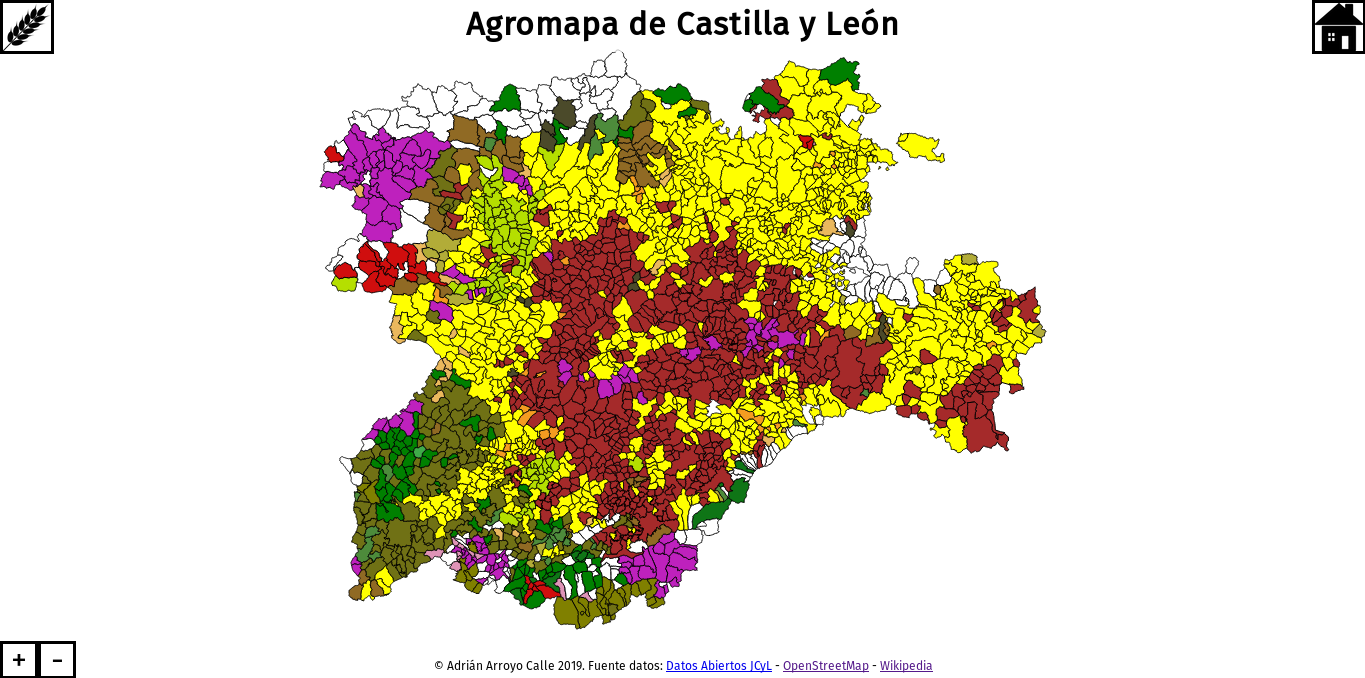 Agromapa de Castilla y León
+ -
© Adrián Arroyo Calle 2019. Fuente datos: Datos Abiertos JCyL - OpenStreetMap - Wikipedia